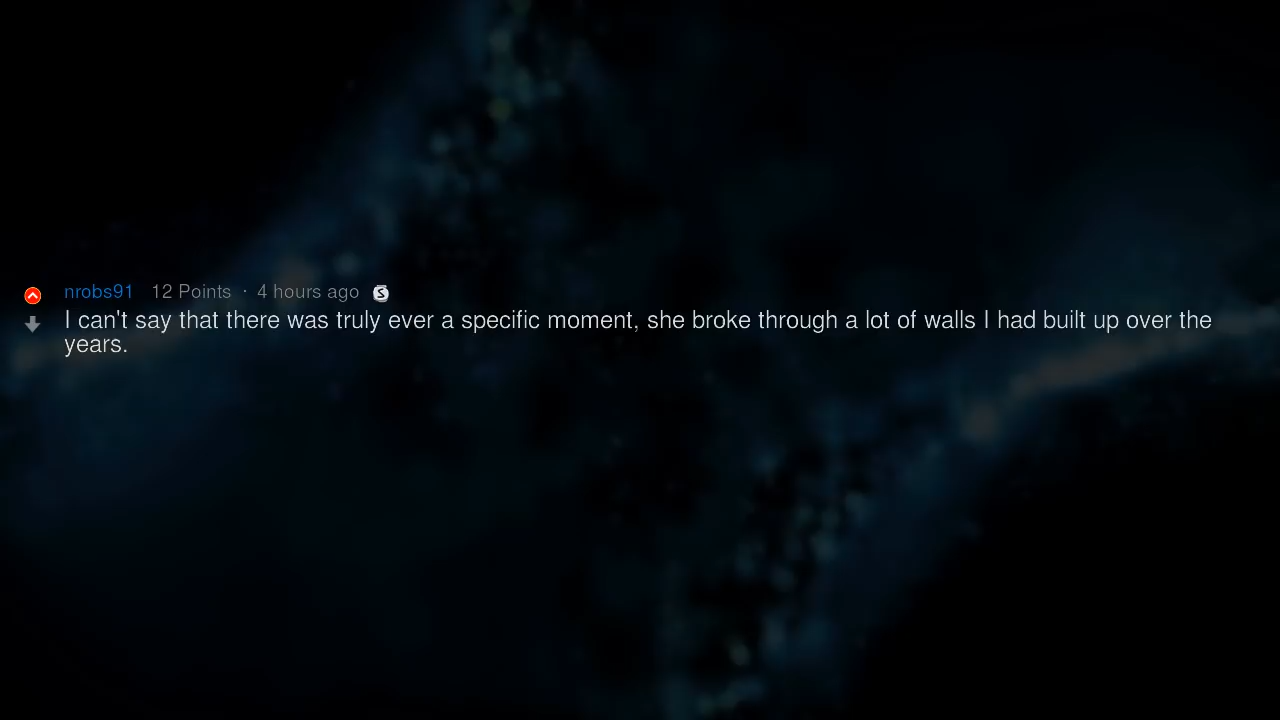 nrobs91 12 Points · 4 hours ago
I can't say that there was truly ever a specific moment, she broke through a lot of walls I had built up over the
years.